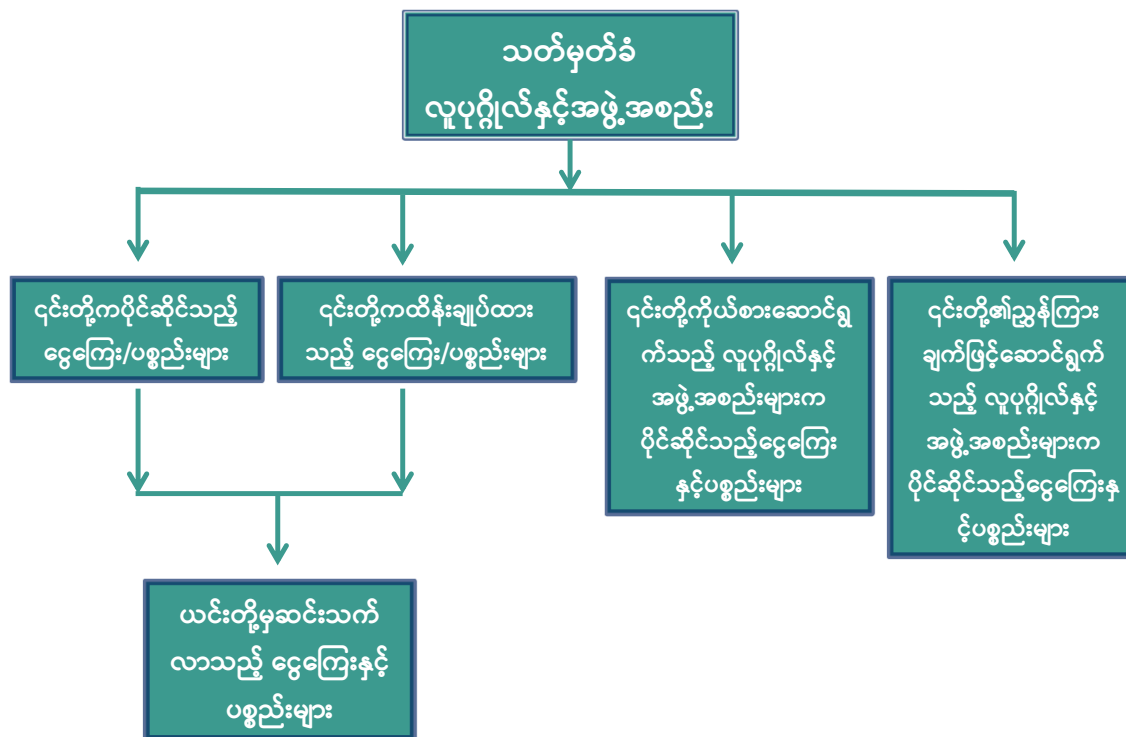 သတ်မှတ်ခံ
လူပုဂ္ဂိုလ်နှင့်အဖွဲ့အစည်း
၎င်းတို့ကပိုင်ဆိုင်သည့်
ငွေကြေး/ပစ္စည်းများ
၎င်းတို့ကထိန်းချုပ်ထား
သည့် ငွေကြေး/ပစ္စည်းများ
၎င်းတို့ကိုယ်စားဆောင်ရွ
က်သည့် လူပုဂ္ဂိုလ်နှင့်
အဖွဲ့အစည်းများက
ပိုင်ဆိုင်သည့်ငွေကြေး
နှင့်ပစ္စည်းများ
၎င်းတို့၏ညွှန်ကြား
ချက်ဖြင့်ဆောင်ရွက်
သည့် လူပုဂ္ဂိုလ်နှင့်
အဖွဲ့အစည်းများက
ပိုင်ဆိုင်သည့်ငွေကြေးနှ
င့်ပစ္စည်းများ
ယင်းတို့မှဆင်းသက်
လာသည့် ငွေကြေးနှင့်
ပစ္စည်းများ